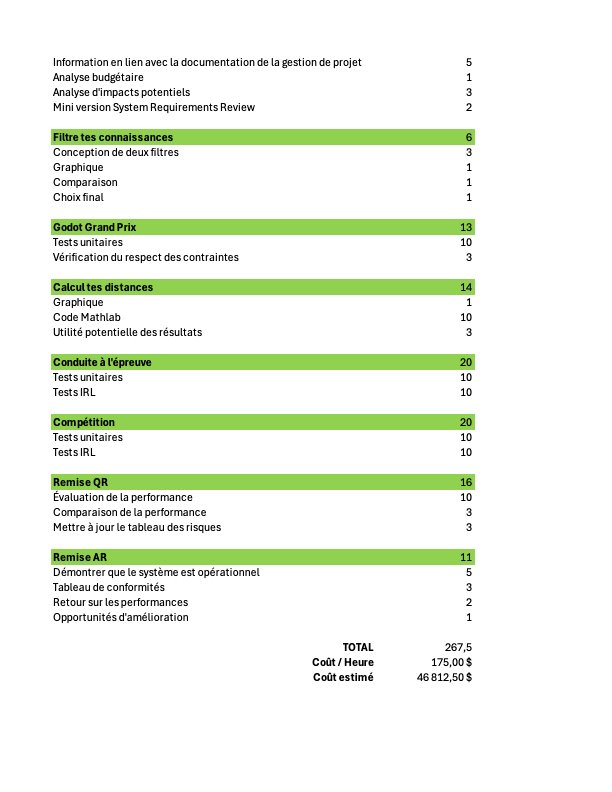 Information en lien avec la documentation de la gestion de projet 5
Analyse budgétaire 1
Analyse d'impacts potentiels 3
Mini version System Requirements Review 2
Filtre tes connaissances 6
Conception de deux filtres 3
Graphique 1
Comparaison 1
Choix final 1
Godot Grand Prix 13
Tests unitaires 10
Vérification du respect des contraintes 3
Calcul tes distances 14
Graphique 1
Code Mathlab 10
Utilité potentielle des résultats 3
Conduite à l'épreuve 20
Tests unitaires 10
Tests IRL 10
Compétition 20
Tests unitaires 10
Tests IRL 10
Remise QR 16
Évaluation de la performance 10
Comparaison de la performance 3
Mettre à jour le tableau des risques 3
Remise AR 11
Démontrer que le système est opérationnel 5
Tableau de conformités 3
Retour sur les performances 2
Opportunités d'amélioration 1
TOTAL 267,5
Coût / Heure 175,00 $
Coût estimé 46 812,50 $